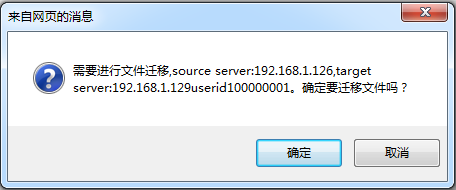 来自网页的消息
需要进行文件迁移,source server:192.168.1.126,target
server:192.168.1.129userid100000001。确定要迁移文件吗？
确定
取消